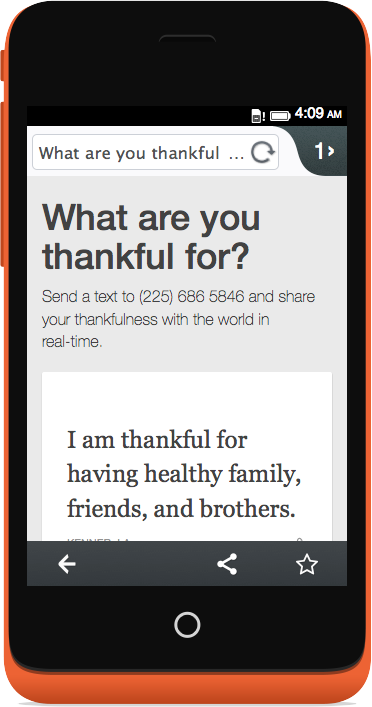 4:09 AM
What are you thankful ...
1
What are you
thankful for?
Send a text to (225) 686 5846 and share
your thankfulness with the world in
real-time.
I am thankful for
having healthy family,
friends, and brothers.